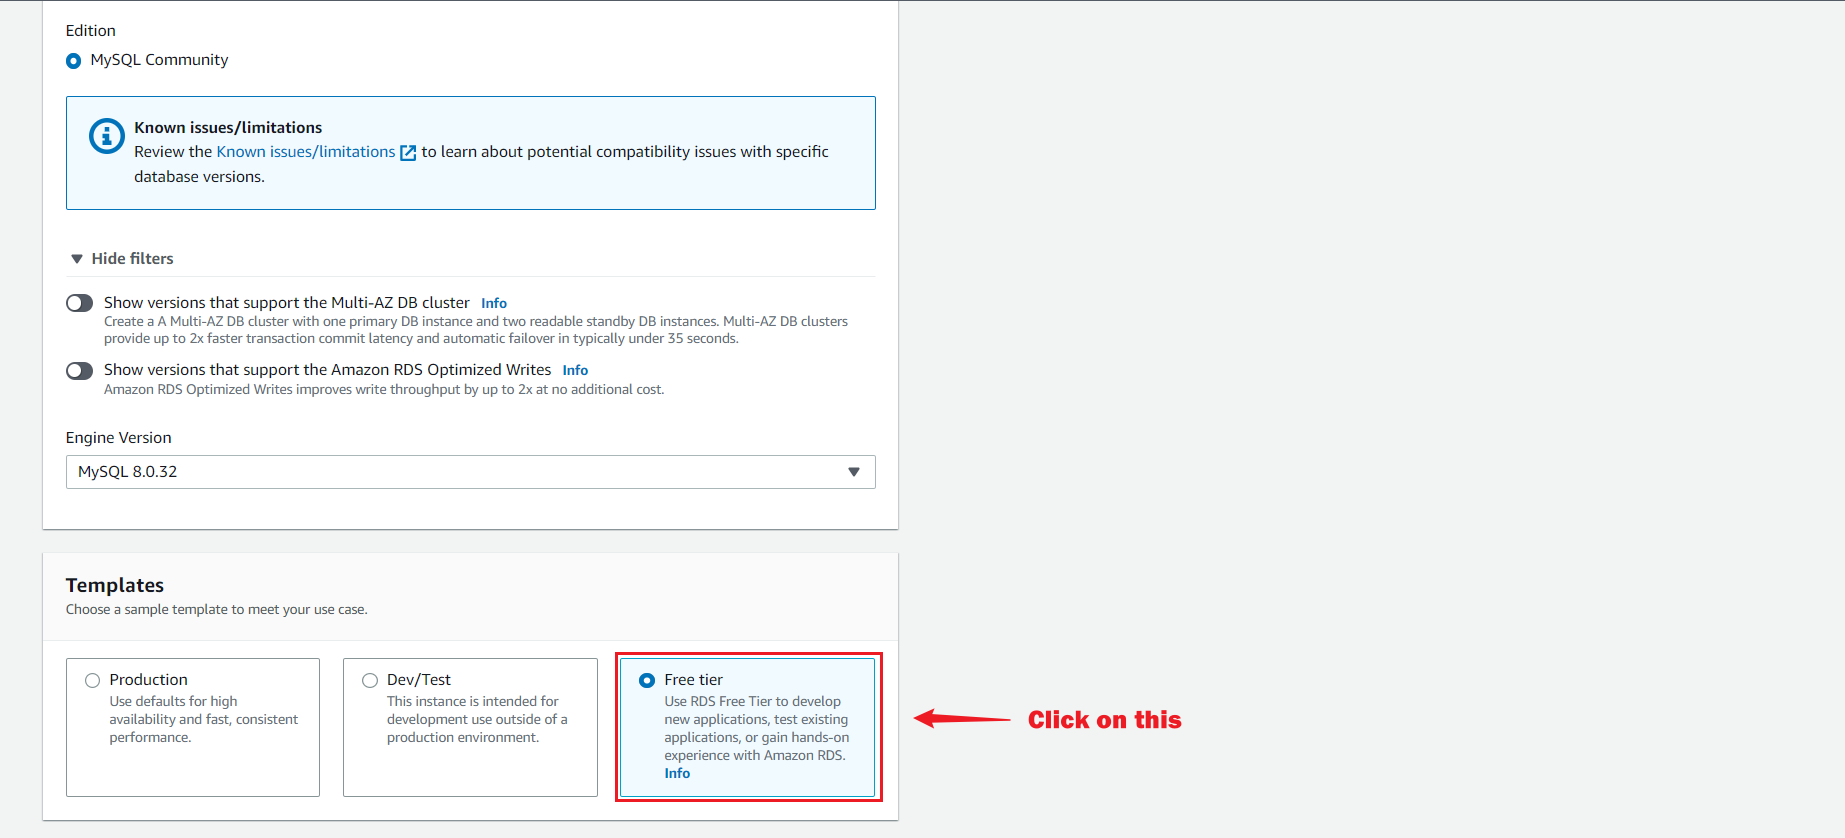 Edition
MySQL Community
Known issues/limitations
Review the Known issues/limitations to learn about potential compatibility issues with specific
database versions.
Hide filters
Show versions that support the Multi-AZ DB cluster Info
Create a A Multi-AZ DB cluster with one primary DB instance and two readable standby DB instances. Multi-AZ DB clusters
provide up to 2x faster transaction commit latency and automatic failover in typically under 35 seconds.
Show versions that support the Amazon RDS Optimized Writes Info
Amazon RDS Optimized Writes improves write throughput by up to 2x at no additional cost.
Engine Version
MySQL 8.0.32
Templates
Choose a sample template to meet your use case.
Production
Use defaults for high
availability and fast, consistent
performance.
Dev/Test
This instance is intended for
development use outside of a
production environment.
Free tier
Use RDS Free Tier to develop
new applications, test existing
applications, or gain hands-on
experience with Amazon RDS.
Info
Click on this